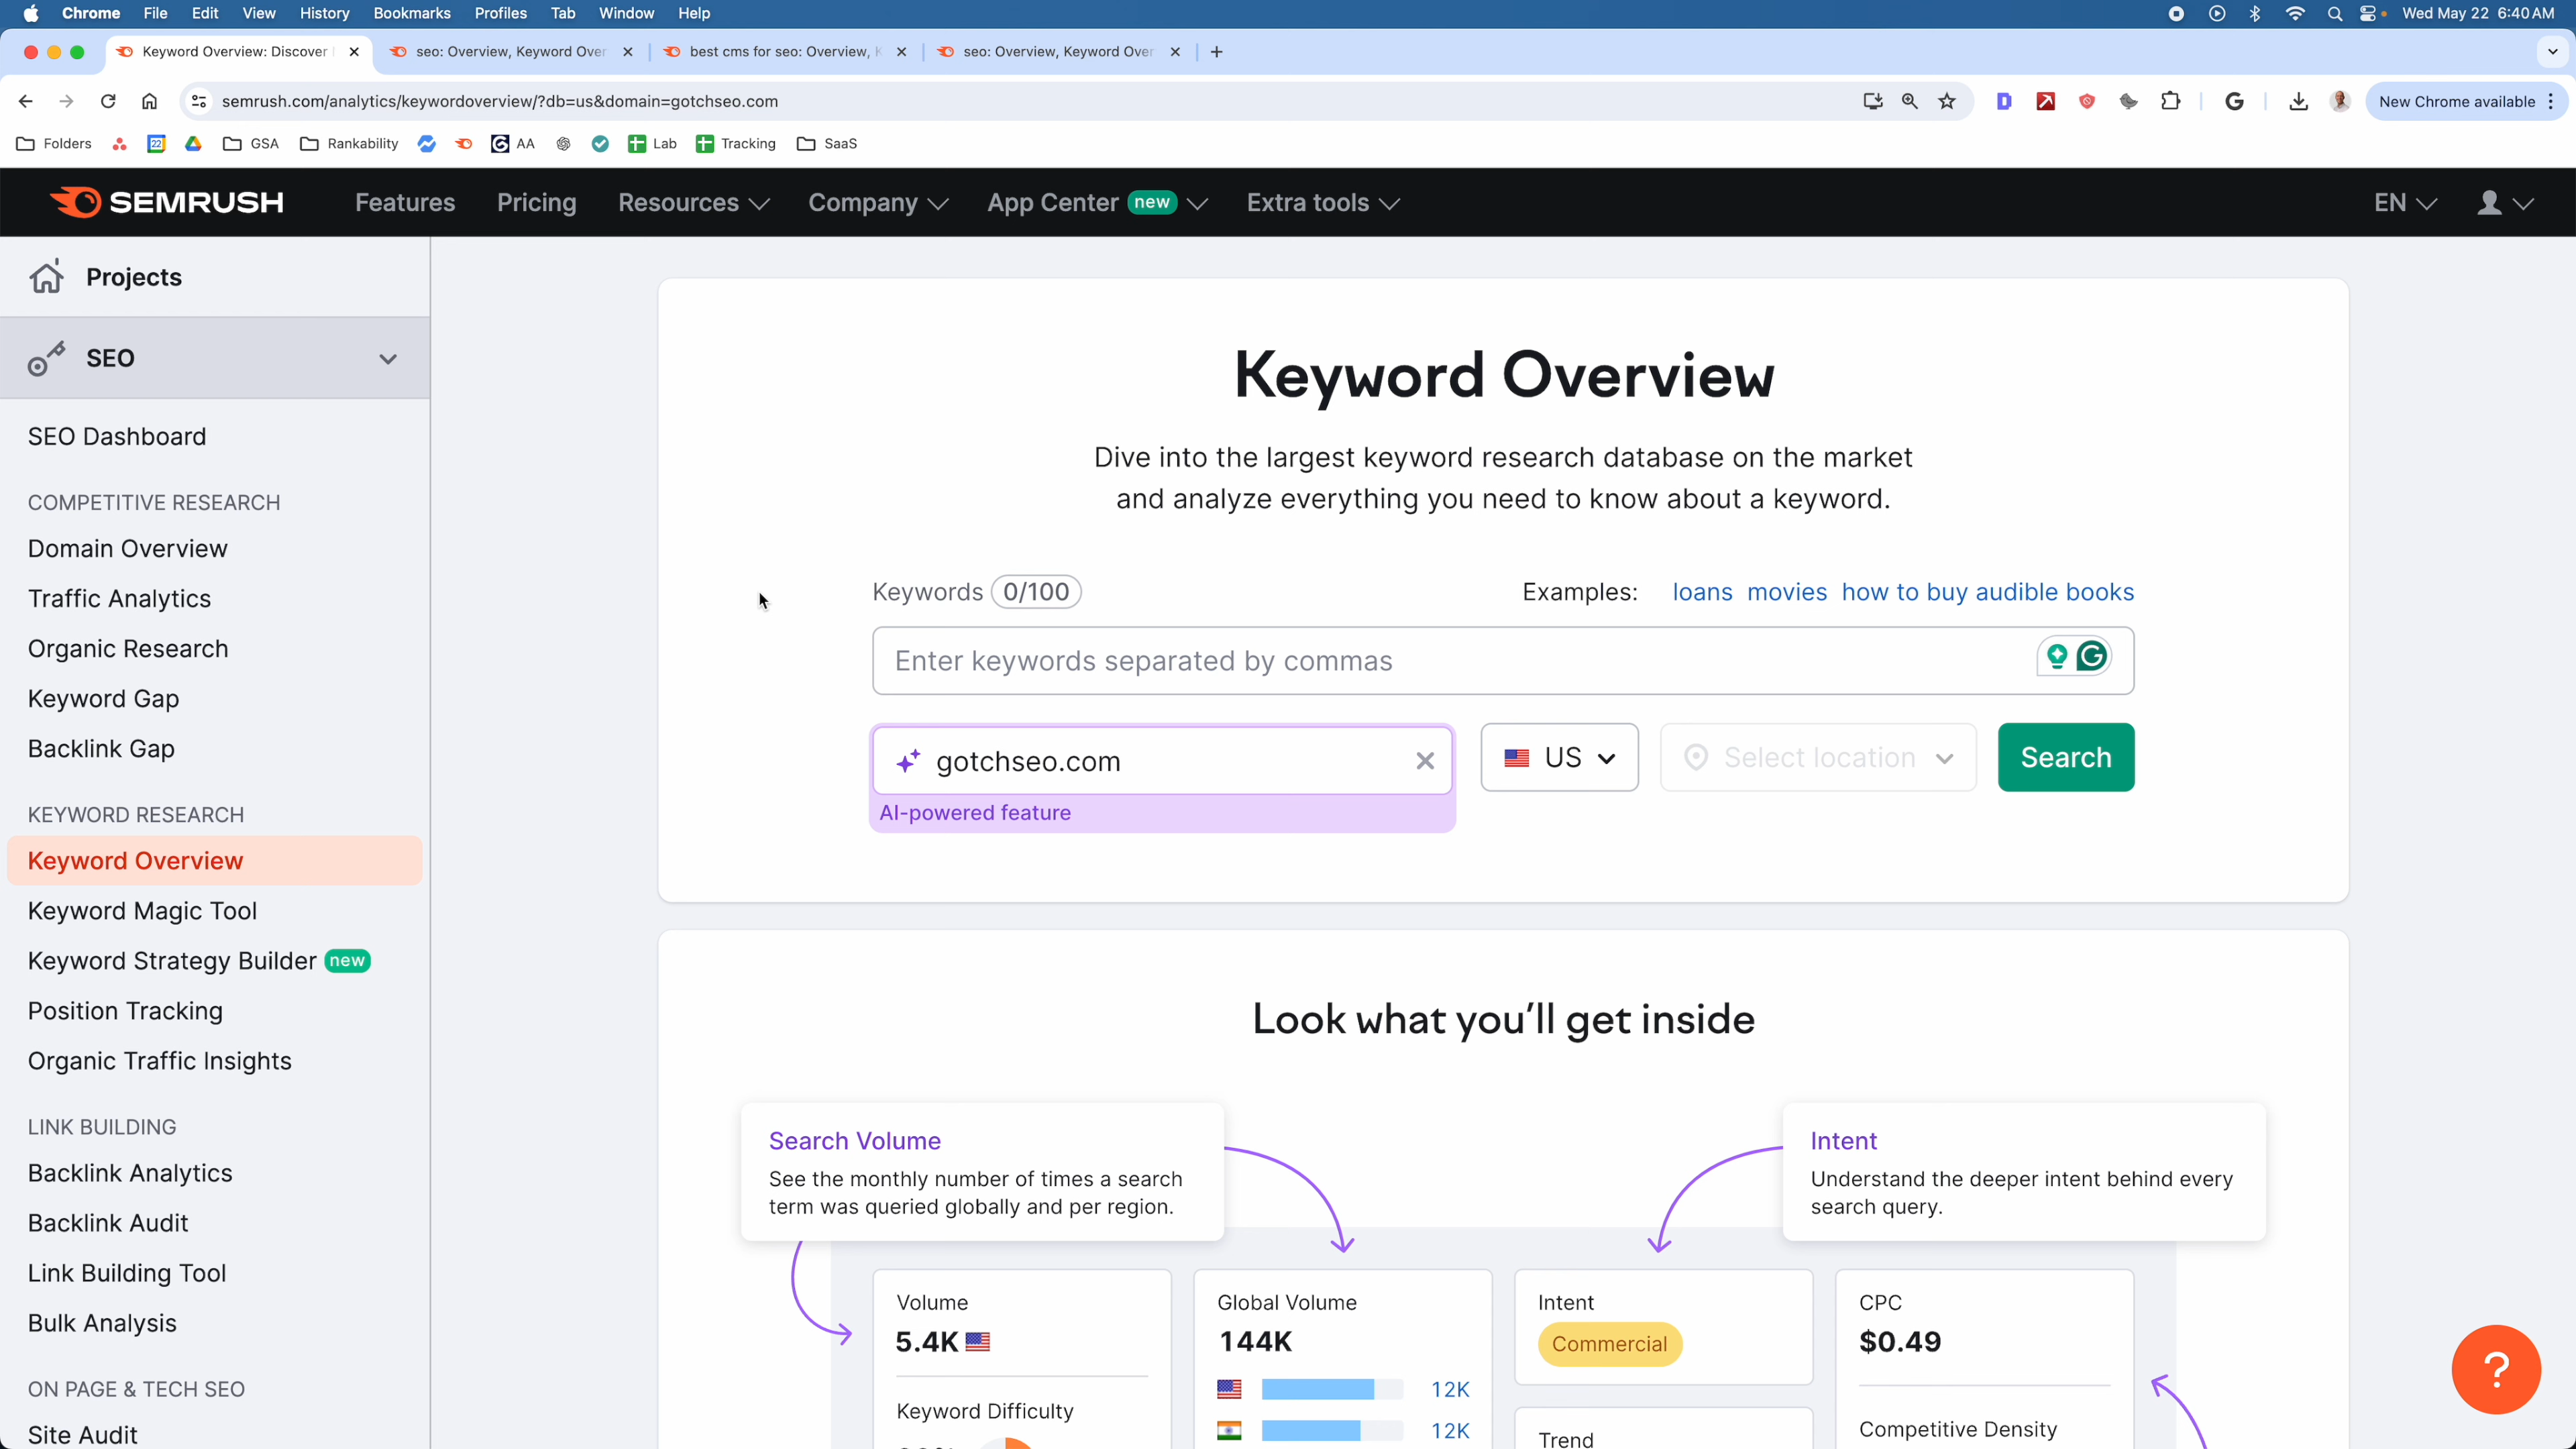 Chrome File Edit View History Bookmarks Profiles Tab Window Help
Wed May 22 6:40 AM
Keyword Overview: Discover
seo: Overview, Keyword Over
best cms for seo: Overview, K
seo: Overview, Keyword Over
semrush.com/analytics/keywordoverview/?db=us&domain=gotchseo.com
New Chrome available
Folders 22 GSA Rankability AA Lab Tracking SaaS
SEMRUSH Features Pricing Resources Company App Center new Extra tools EN
Projects
SEO
SEO Dashboard
COMPETITIVE RESEARCH
Domain Overview
Traffic Analytics
Organic Research
Keyword Gap
Backlink Gap
KEYWORD RESEARCH
Keyword Overview
Keyword Magic Tool
Keyword Strategy Builder new
Position Tracking
Organic Traffic Insights
LINK BUILDING
Backlink Analytics
Backlink Audit
Link Building Tool
Bulk Analysis
ON PAGE & TECH SEO
Site Audit
Keyword Overview
Dive into the largest keyword research database on the market
and analyze everything you need to know about a keyword.
Keywords 0/100
Examples: loans movies how to buy audible books
Enter keywords separated by commas
gotchseo.com
US
Select location
Search
AI-powered feature
Look what you'll get inside
Search Volume
See the monthly number of times a search
term was queried globally and per region.
Intent
Understand the deeper intent behind every
search query.
Volume
5.4K
Keyword Difficulty
Global Volume
144K
12K
12K
Intent
Commercial
Trend
CPC
$0.49
Competitive Density
?